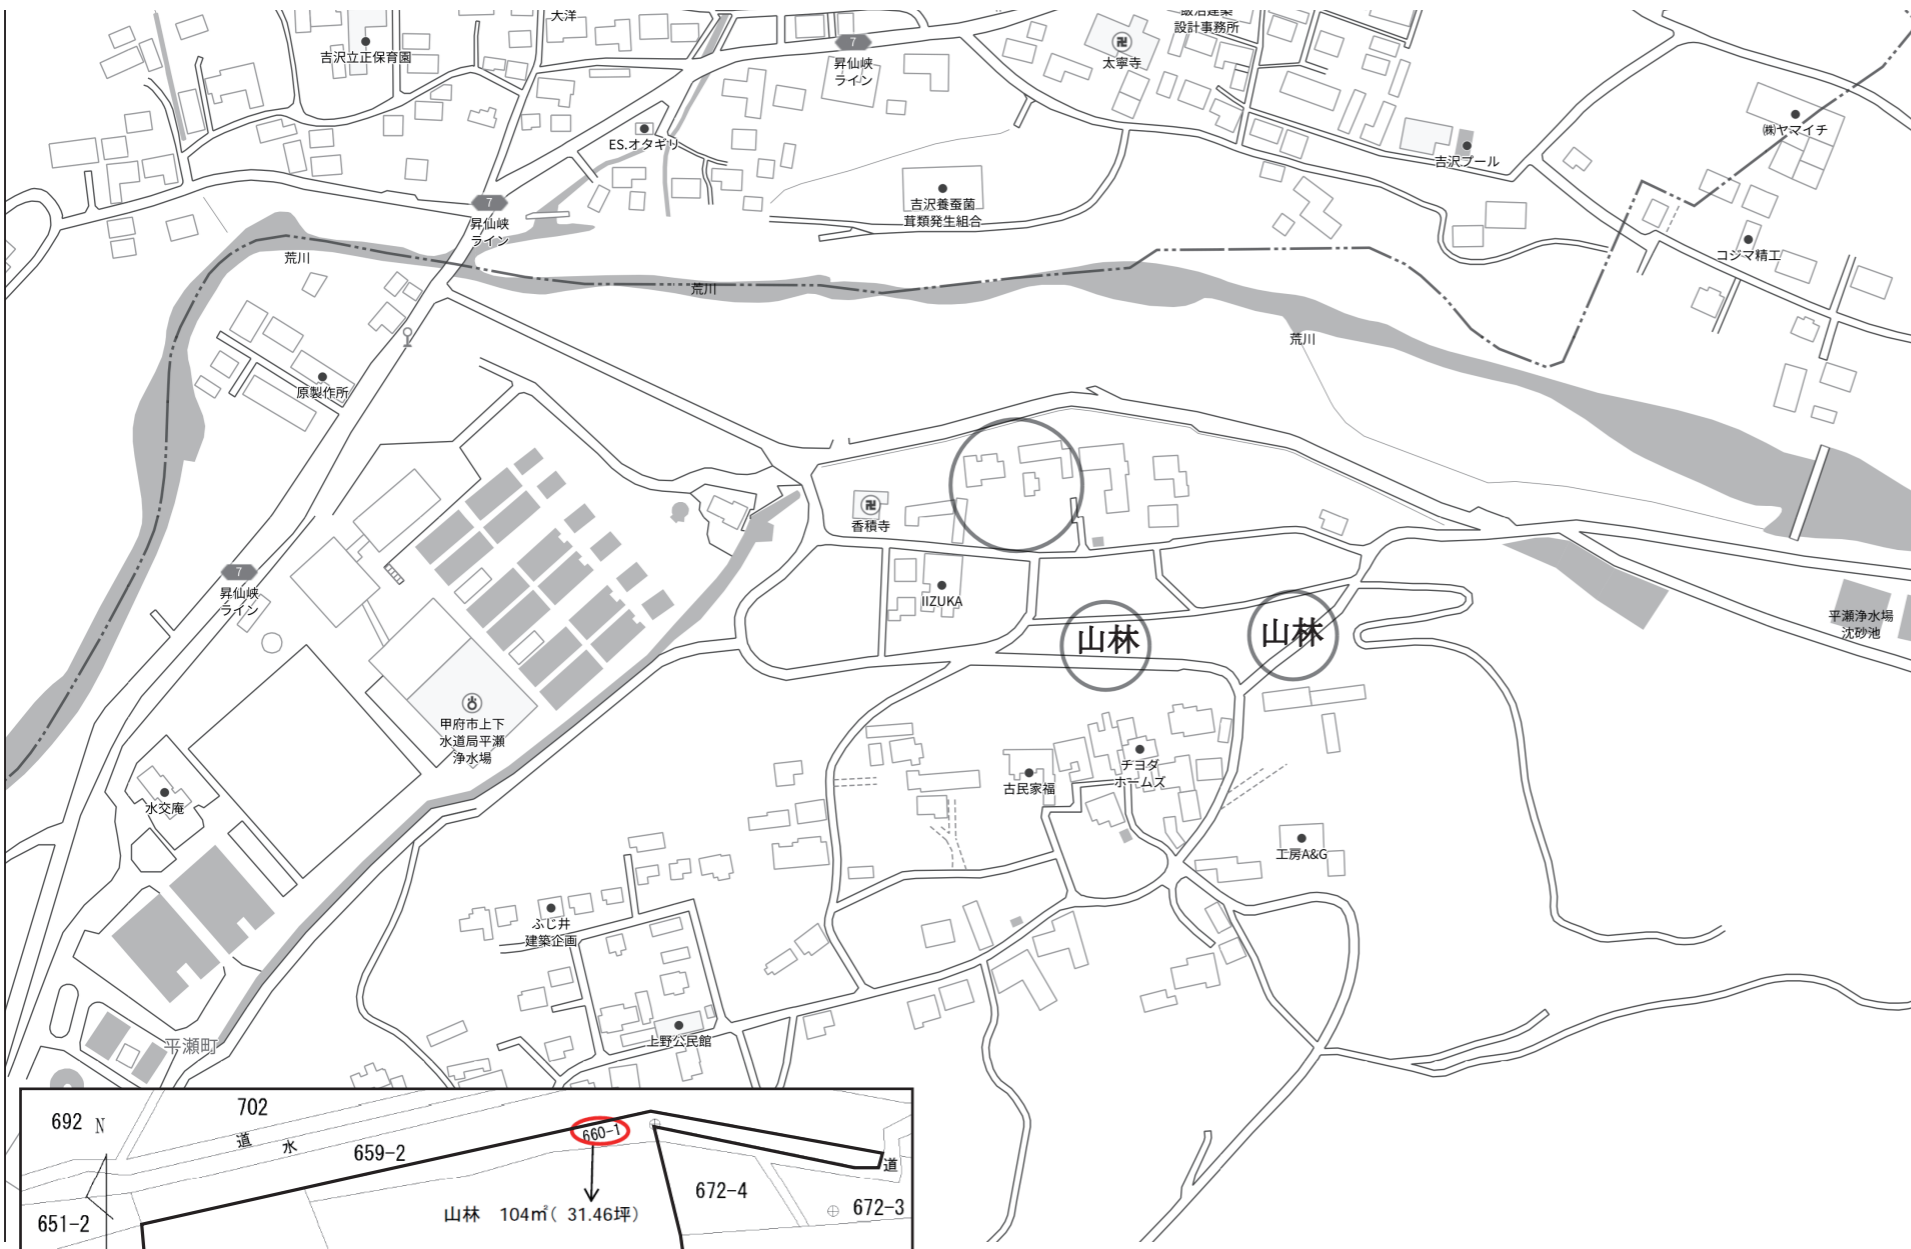 大洋
設計事務所
吉沢立正保育園
7
昇仙峡
ライン
太寧寺
㈱ヤマイチ
ES.オタギリ
吉沢プール
7
昇仙峡
ライン
吉沢養蚕菌
茸類発生組合
コジマ精工
荒川
荒川
荒川
原製作所
香積寺
7
昇仙峡
ライン
IIZUKA
山林
山林
平瀬浄水場
沈砂池
甲府市上下
水道局平瀬
浄水場
水交庵
チヨダ
ホームズ
古民家福
工房A&G
ふじ井
建築企画
上野公民館
平瀬町
692
N
702
道
水
659-2
660-1
道
672-4
672-3
651-2
山林 104㎡( 31.46坪)